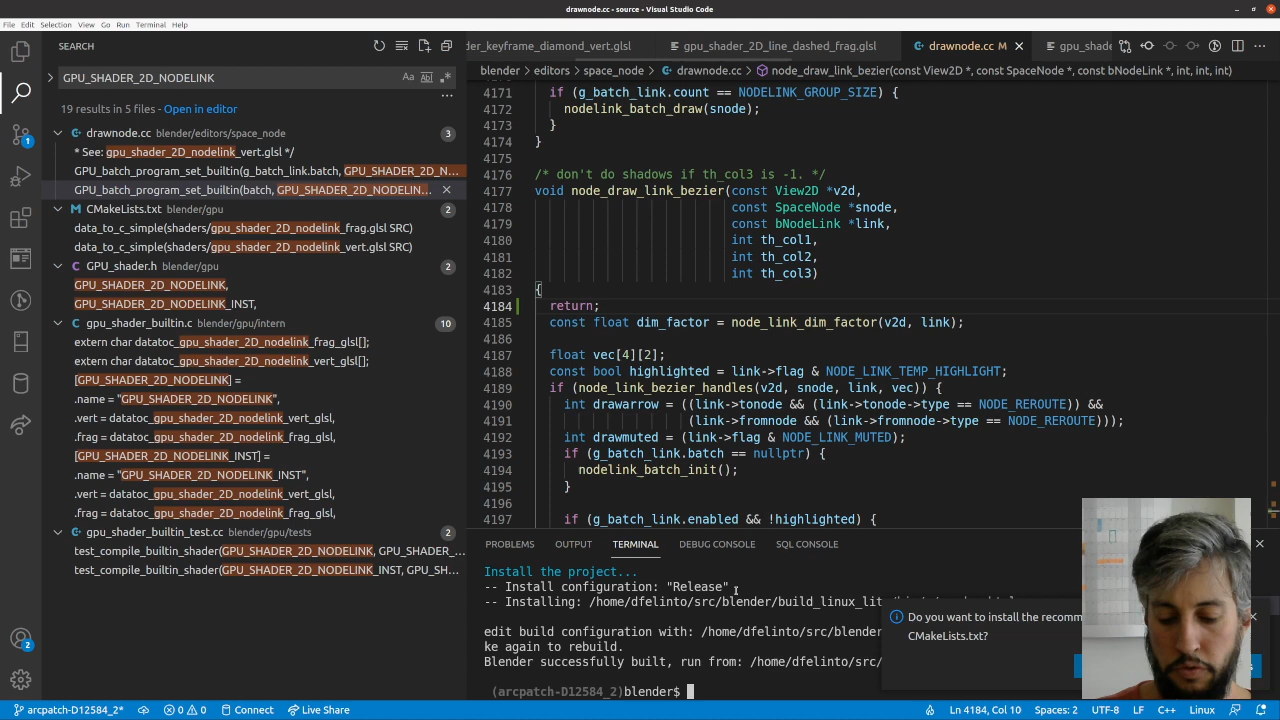 drawnode.cc - source - Visual Studio Code
File Edit Selection View Go Run Terminal Help
SEARCH
der_keyframe_diamond_vert.glsl
gpu_shader_2D_line_dashed_frag.glsl
drawnode.cc M
gpu_shade
GPU_SHADER_2D_NODELINK
Aa
19 results in 5 files - Open in editor
drawnode.cc blender/editors/space_node 3
* See: gpu_shader_2D_nodelink_vert.glsl */
GPU_batch_program_set_builtin(g_batch_link.batch, GPU_SHADER_2D_N...
GPU_batch_program_set_builtin(batch, GPU_SHADER_2D_NODELIN...
CMakeLists.txt blender/gpu 2
data_to_c_simple(shaders/gpu_shader_2D_nodelink_frag.glsl SRC)
data_to_c_simple(shaders/gpu_shader_2D_nodelink_vert.glsl SRC)
GPU_shader.h blender/gpu 2
GPU_SHADER_2D_NODELINK,
GPU_SHADER_2D_NODELINK_INST,
gpu_shader_builtin.c blender/gpu/intern 10
extern char datatoc_gpu_shader_2D_nodelink_frag_glsl[];
extern char datatoc_gpu_shader_2D_nodelink_vert_glsl[];
[GPU_SHADER_2D_NODELINK] =
.name = "GPU_SHADER_2D_NODELINK",
.vert = datatoc_gpu_shader_2D_nodelink_vert_glsl,
.frag = datatoc_gpu_shader_2D_nodelink_frag_glsl,
[GPU_SHADER_2D_NODELINK_INST] =
.name = "GPU_SHADER_2D_NODELINK_INST",
.vert = datatoc_gpu_shader_2D_nodelink_vert_glsl,
.frag = datatoc_gpu_shader_2D_nodelink_frag_glsl,
gpu_shader_builtin_test.cc blender/gpu/tests 2
test_compile_builtin_shader(GPU_SHADER_2D_NODELINK, GPU_SHADER_...
test_compile_builtin_shader(GPU_SHADER_2D_NODELINK_INST, GPU_SH...
blender > editors > space_node > drawnode.cc > node_draw_link_bezier(const View2D *, const SpaceNode *, const bNodeLink *, int, int, int)
4171 if (g_batch_link.count == NODELINK_GROUP_SIZE) {
4172 nodelink_batch_draw(snode);
4173 }
4174 }
4175
4176 /* don't do shadows if th_col3 is -1. */
4177 void node_draw_link_bezier(const View2D *v2d,
4178 const SpaceNode *snode,
4179 const bNodeLink *link,
4180 int th_col1,
4181 int th_col2,
4182 int th_col3)
4183 {
4184 return;
4185 const float dim_factor = node_link_dim_factor(v2d, link);
4186
4187 float vec[4][2];
4188 const bool highlighted = link->flag & NODE_LINK_TEMP_HIGHLIGHT;
4189 if (node_link_bezier_handles(v2d, snode, link, vec)) {
4190 int drawarrow = ((link->tonode && (link->tonode->type == NODE_REROUTE)) &&
4191 (link->fromnode && (link->fromnode->type == NODE_REROUTE)));
4192 int drawmuted = (link->flag & NODE_LINK_MUTED);
4193 if (g_batch_link.batch == nullptr) {
4194 nodelink_batch_init();
4195 }
4196
4197 if (g_batch_link.enabled && !highlighted) {
PROBLEMS OUTPUT TERMINAL DEBUG CONSOLE SQL CONSOLE
Install the project...
-- Install configuration: "Release"
-- Installing: /home/dfelinto/src/blender/build_linux_lit
edit build configuration with: /home/dfelinto/src/blender
ke again to rebuild.
Blender successfully built, run from: /home/dfelinto/src/
(arcpatch-D12584_2)blender$
Do you want to install the recomm
CMakeLists.txt?
1
2
arcpatch-D12584_2* 0 0 Connect Live Share
Ln 4184, Col 10 Spaces: 2 UTF-8 LF C++ Linux